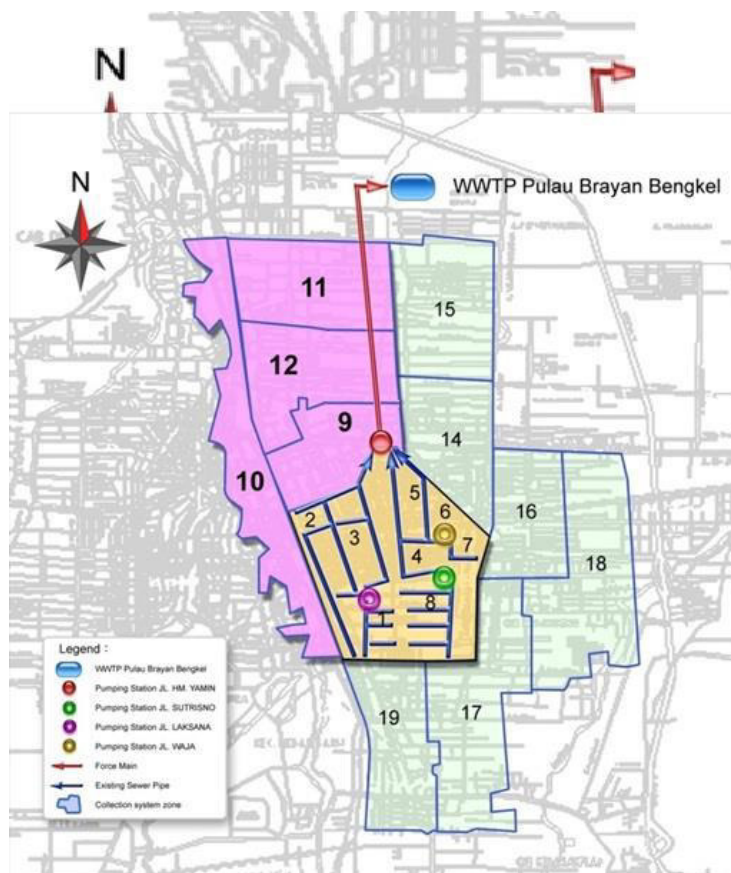 N
N
WWTP Pulau Brayan Bengkel
11
15
12
9
14
10
5
16
2
6
3
7
4
18
8
19
17
Legend :
WWTP Pulau Brayan Bengkel
Pumping Station JL. HM. YAMIN
Pumping Station JL. SUTRISNO
Pumping Station JL. LAKSANA
Pumping Station JL. WAJA
Force Main
Existing Sewer Pipe
Collection system zone